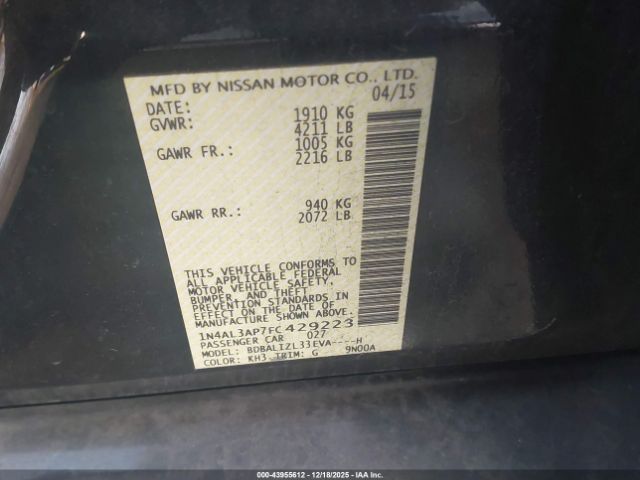 MFD BY NISSAN MOTOR CO., LTD.
DATE: 04/15
GVWR: 1910 KG
4211 LB
GAWR FR.: 1005 KG
2216 LB
GAWR RR.: 940 KG
2072 LB
THIS VEHICLE CONFORMS TO
ALL APPLICABLE FEDERAL
MOTOR VEHICLE SAFETY,
BUMPER, AND THEFT
PREVENTION STANDARDS IN
EFFECT ON THE DATE OF
MANUFACTURE SHOWN ABOVE.
1N4AL3AP7FC429223
PASSENGER CAR 027
MODEL: BDBALIZL33EVA----H
COLOR: KH3 TRIM: G 9N00A
000-43955612 - 12/18/2025 - IAA Inc.